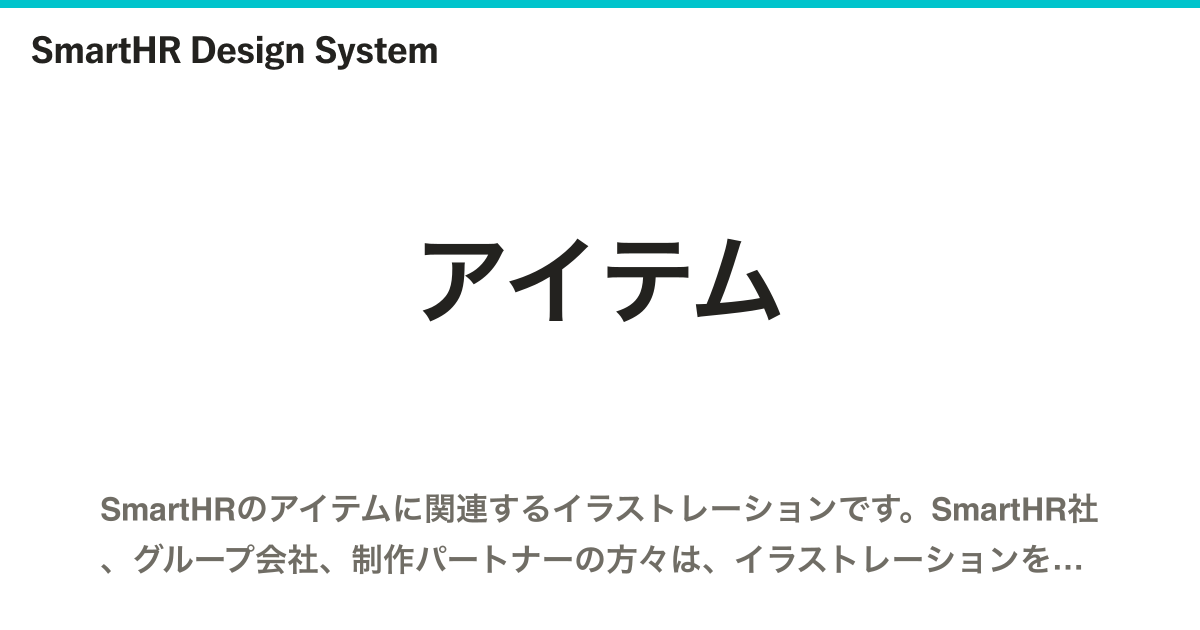 SmartHR Design System
アイテム
SmartHRのアイテムに関連するイラストレーションです。SmartHR社
、グループ会社、制作パートナーの方々は、イラストレーションを…